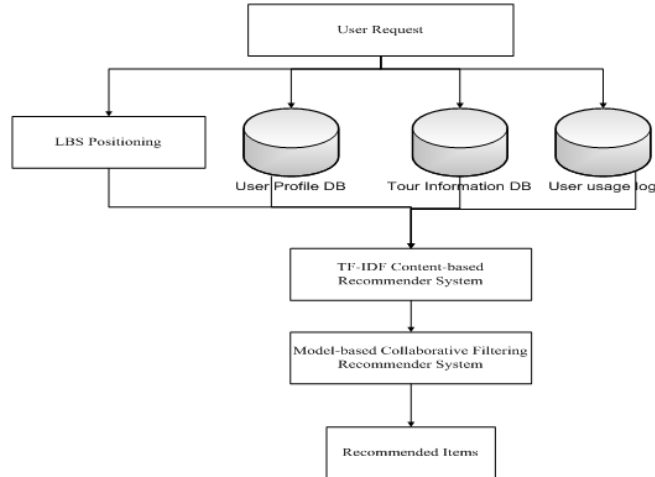 User Request
LBS Positioning
User Profile DB
Tour Information DB
User usage log
TF-IDF Content-based
Recommender System
Model-based Collaborative Filtering
Recommender System
Recommended Items